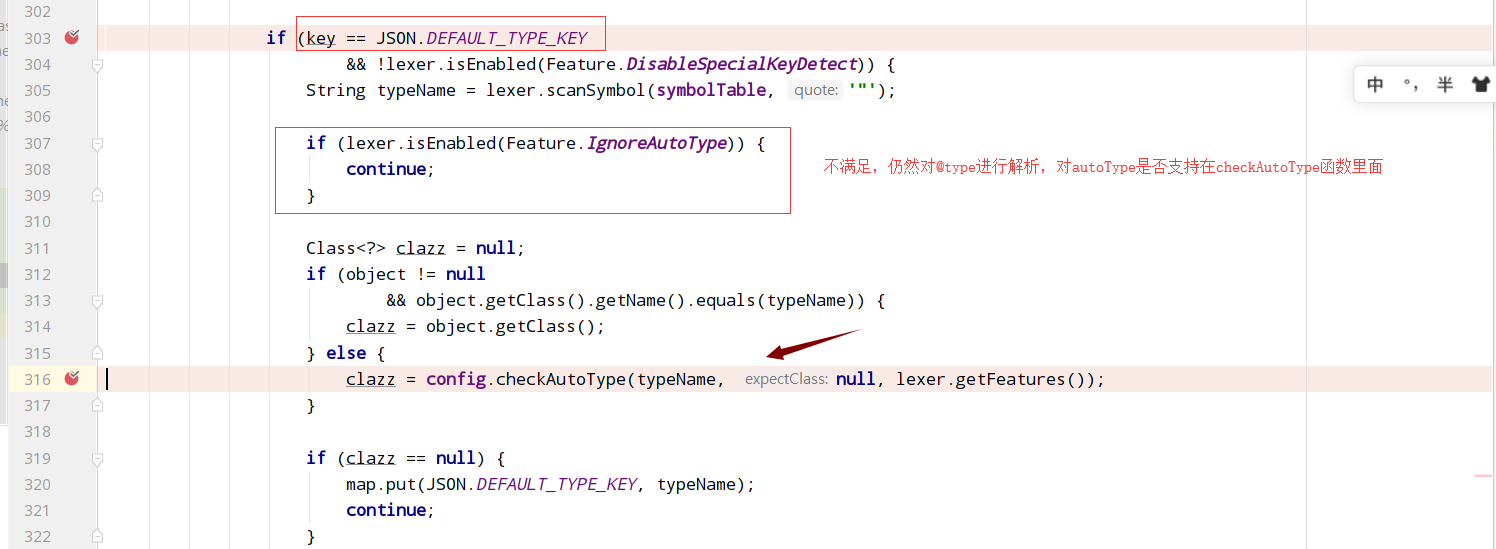 302
303 if (key == JSON.DEFAULT_TYPE_KEY
304 && !lexer.isEnabled(Feature.DisableSpecialKeyDetect)) {
305 String typeName = lexer.scanSymbol(symbolTable, quote: '"');
中 °, 半
306
307 if (lexer.isEnabled(Feature.IgnoreAutoType)) {
308 continue;
不满足，仍然对@type进行解析，对autoType是否支持在checkAutoType函数里面
309 }
310
311 Class<?> clazz = null;
312 if (object != null
313 && object.getClass().getName().equals(typeName)) {
314 clazz = object.getClass();
315 } else {
316 clazz = config.checkAutoType(typeName, expectClass: null, lexer.getFeatures());
317 }
318
319 if (clazz == null) {
320 map.put(JSON.DEFAULT_TYPE_KEY, typeName);
321 continue;
322 }